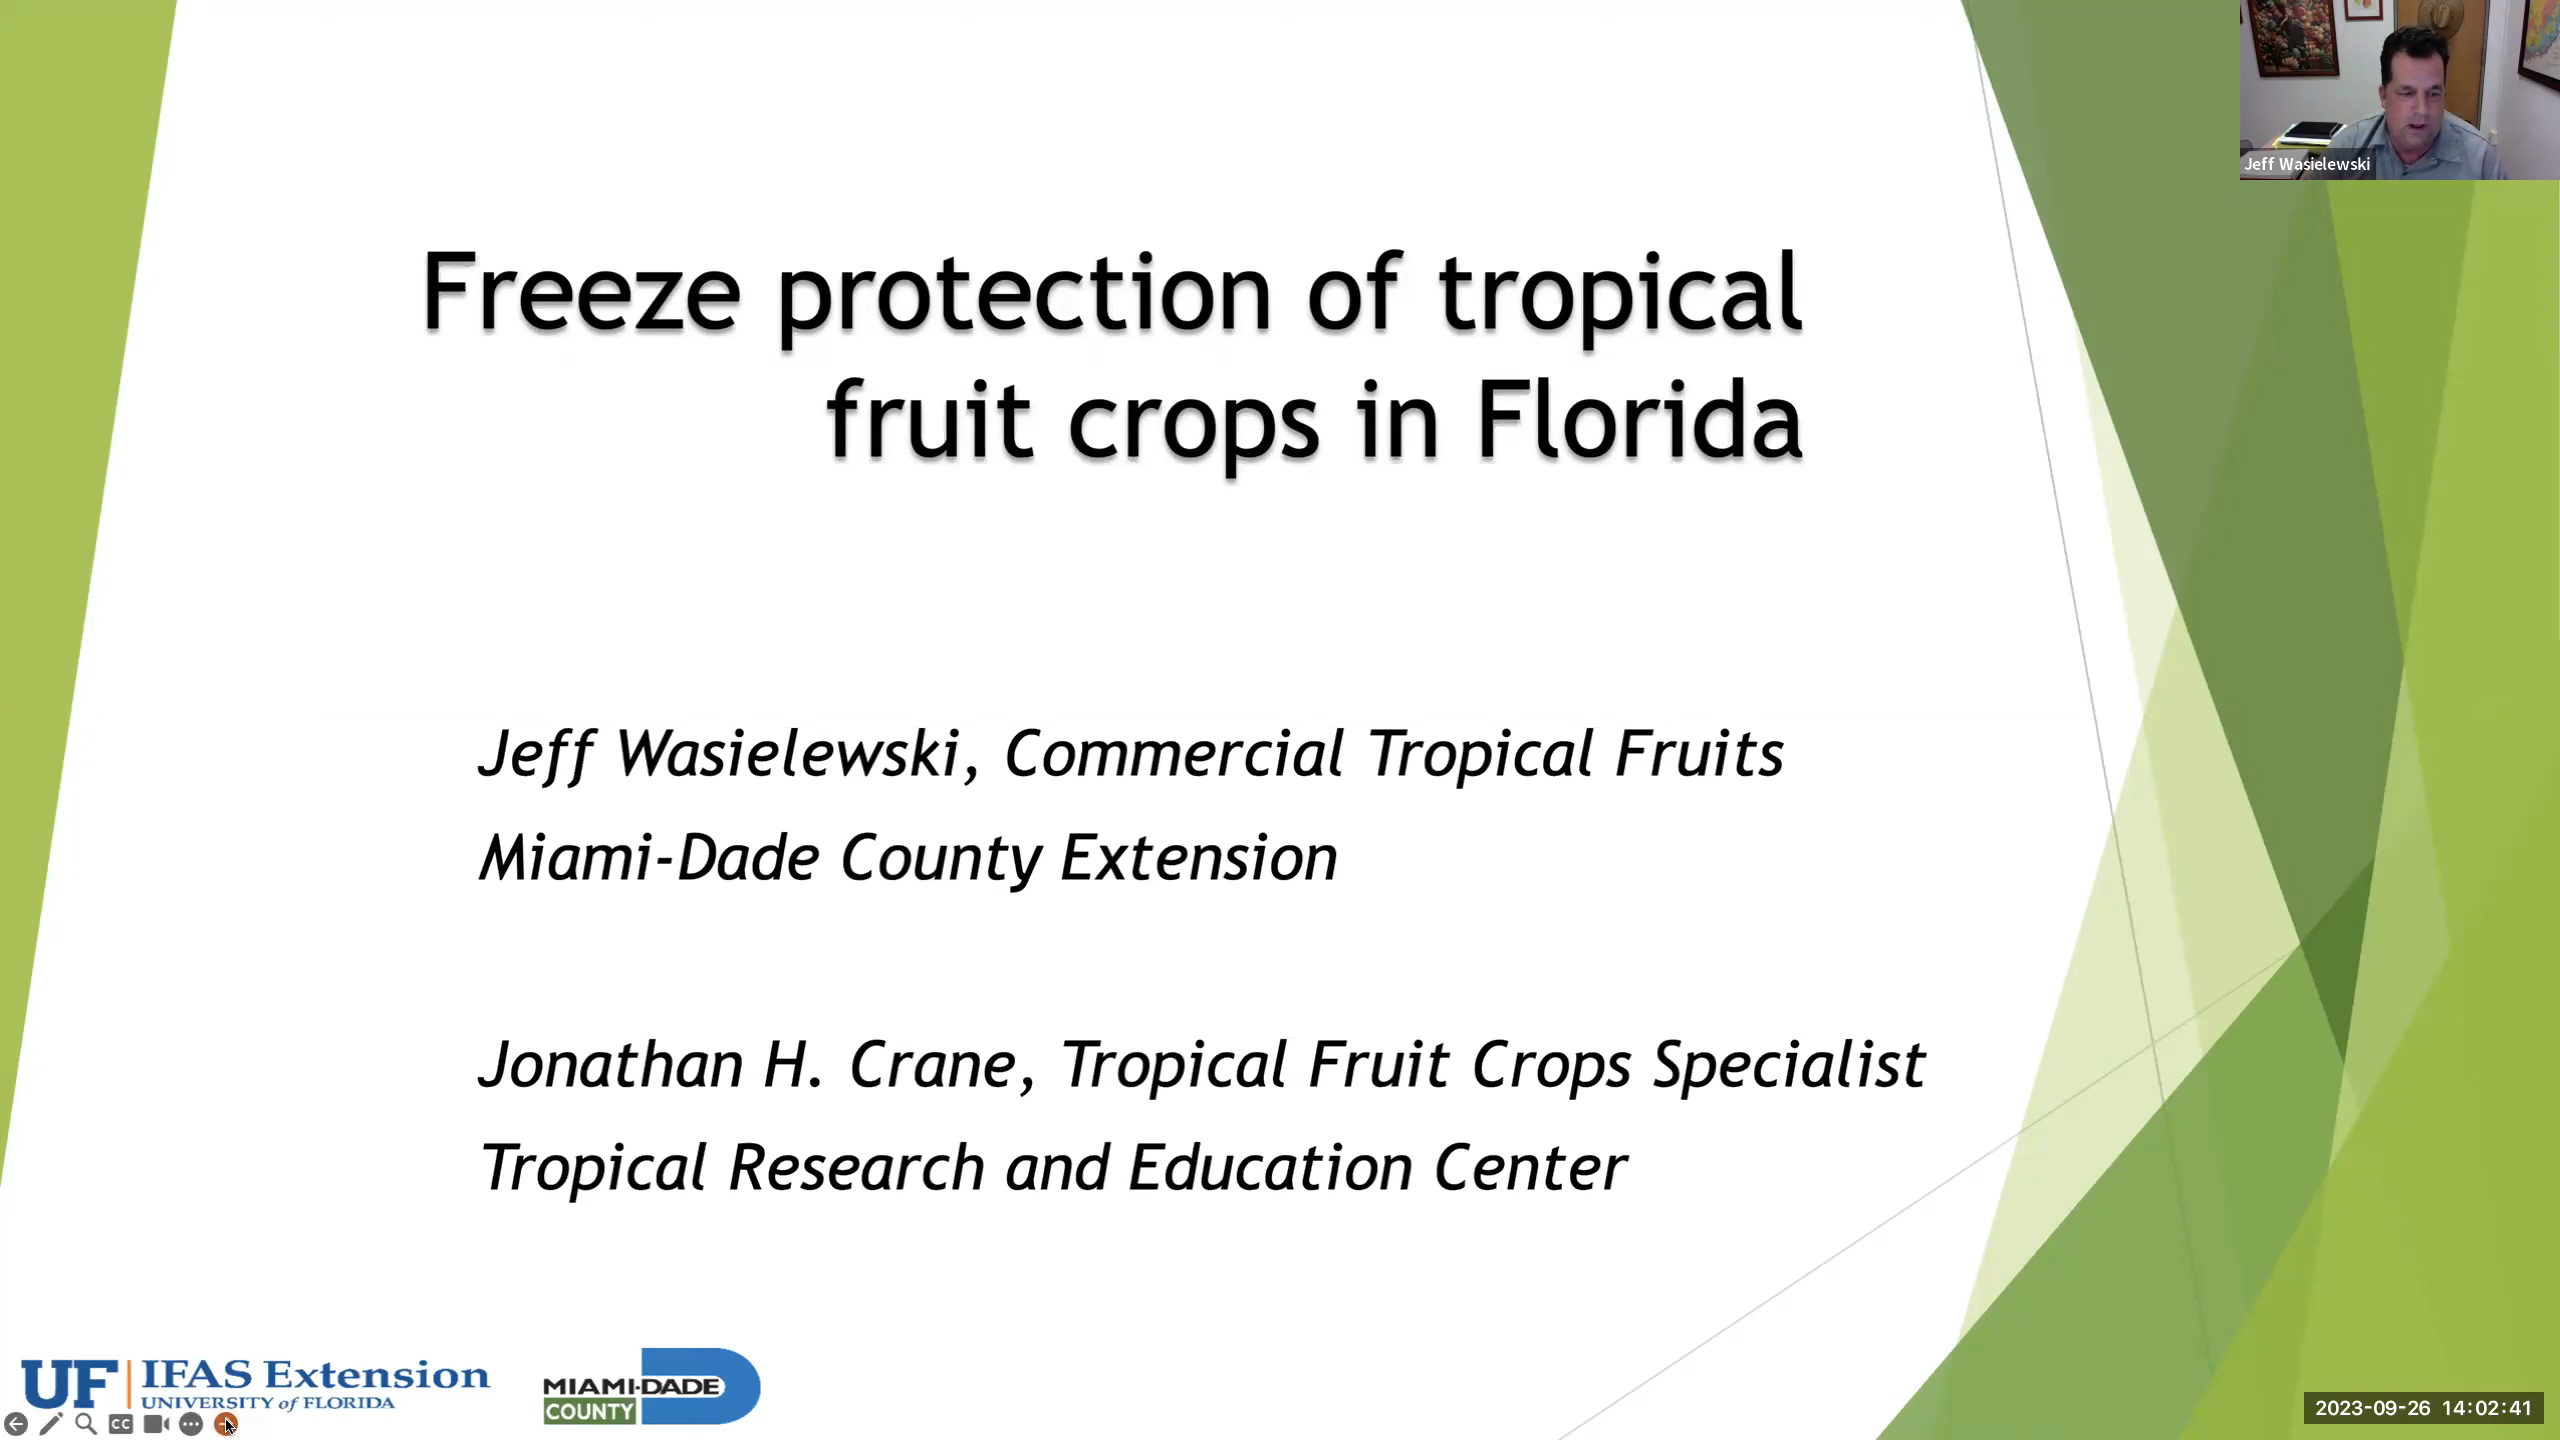 Jeff Wasielewski
Freeze protection of tropical
fruit crops in Florida
Jeff Wasielewski, Commercial Tropical Fruits
Miami-Dade County Extension
Jonathan H. Crane, Tropical Fruit Crops Specialist
Tropical Research and Education Center
UF IFAS Extension
UNIVERSITY of FLORIDA
MIAMI-DADE
COUNTY
CC
2023-09-26 14:02:41